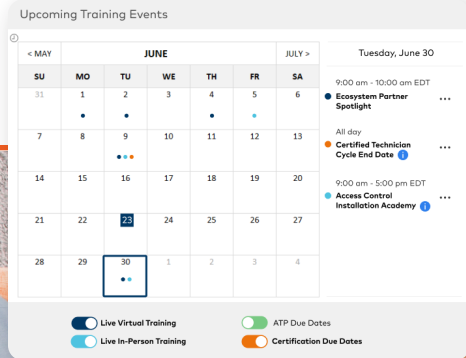 Upcoming Training Events
< MAY JUNE JULY >
SU MO TU WE TH FR SA
31 1 2 3 4 5 6
7 8 9 10 11 12 13
14 15 16 17 18 19 20
21 22 23 24 25 26 27
28 29 30 1 2 3 4
Tuesday, June 30
9:00 am - 10:00 am EDT
Ecosystem Partner
Spotlight
...
All day
Certified Technician
Cycle End Date i
...
9:00 am - 5:00 pm EDT
Access Control
Installation Academy i
...
Live Virtual Training
ATP Due Dates
Live In-Person Training
Certification Due Dates